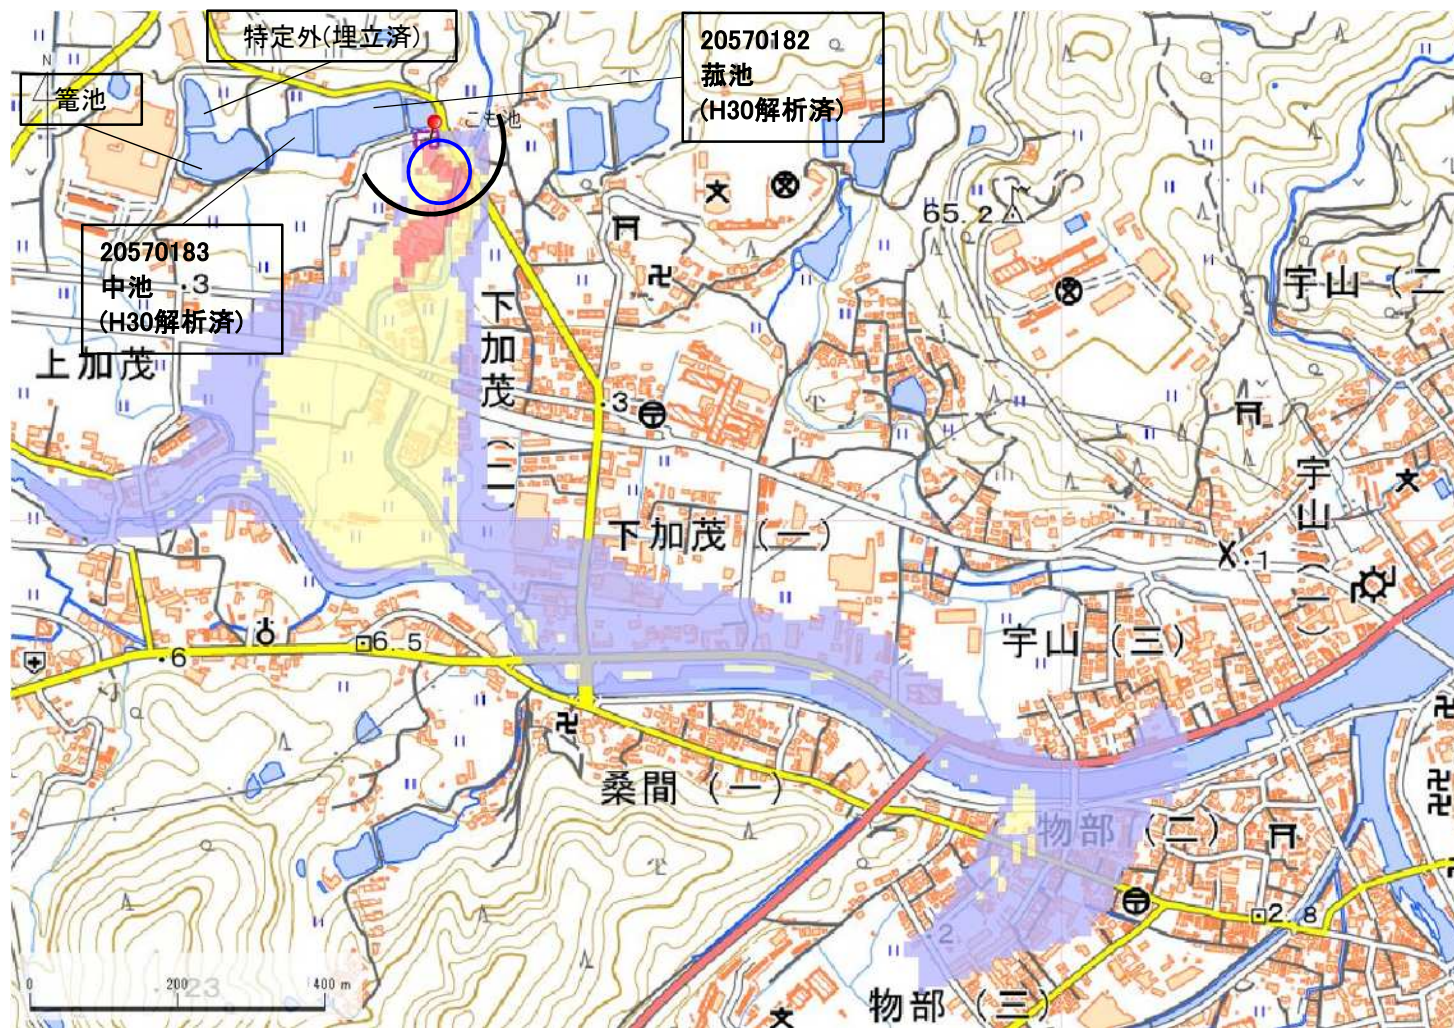 特定外(埋立済)
20570182
菰池
(H30解析済)
篭池
N
こも池
65.2
20570183
中池
(H30解析済)
3
宇山(二
上加茂
下加茂(二)
3
宇山(一)
下加茂(一)
1
宇山(三)
6.5
6
桑間(一)
物部(二)
2.8
2
物部(三)
23
0 200 400 m